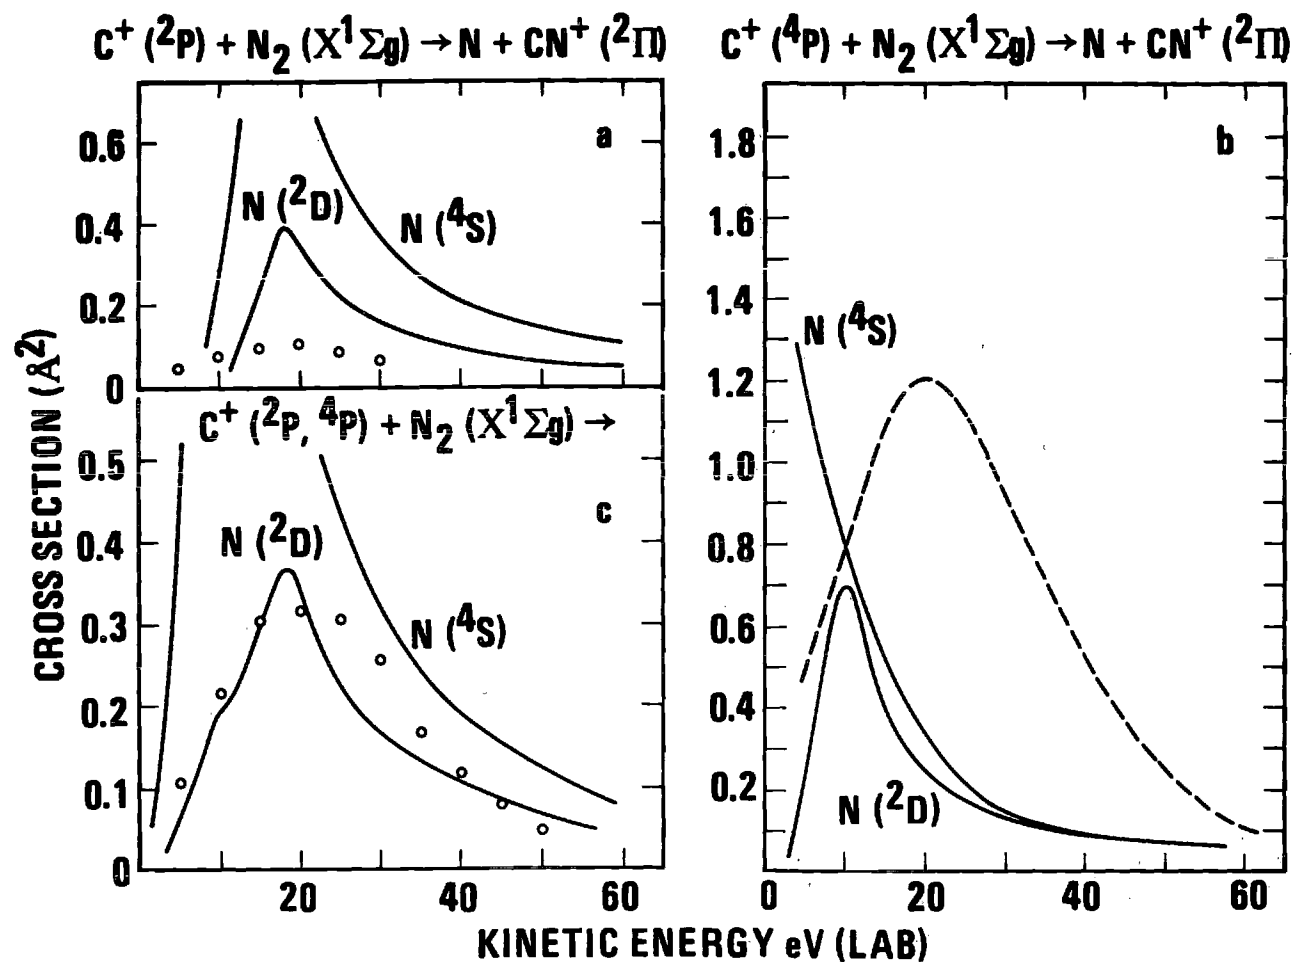 C⁺ (²P) + N₂ (X¹Σg) → N + CN⁺ (²Π)
C⁺ (⁴P) + N₂ (X¹Σg) → N + CN⁺ (²Π)
CROSS SECTION (Å²)
a
0.6
0.4
0.2
0
N (²D)
N (⁴S)
C⁺ (²P, ⁴P) + N₂ (X¹Σg) →
c
0.5
0.4
0.3
0.2
0.1
0
N (²D)
N (⁴S)
20
40
60
b
1.8
1.6
1.4
1.2
1.0
0.8
0.6
0.4
0.2
N (⁴S)
N (²D)
0
20
40
60
KINETIC ENERGY eV (LAB)